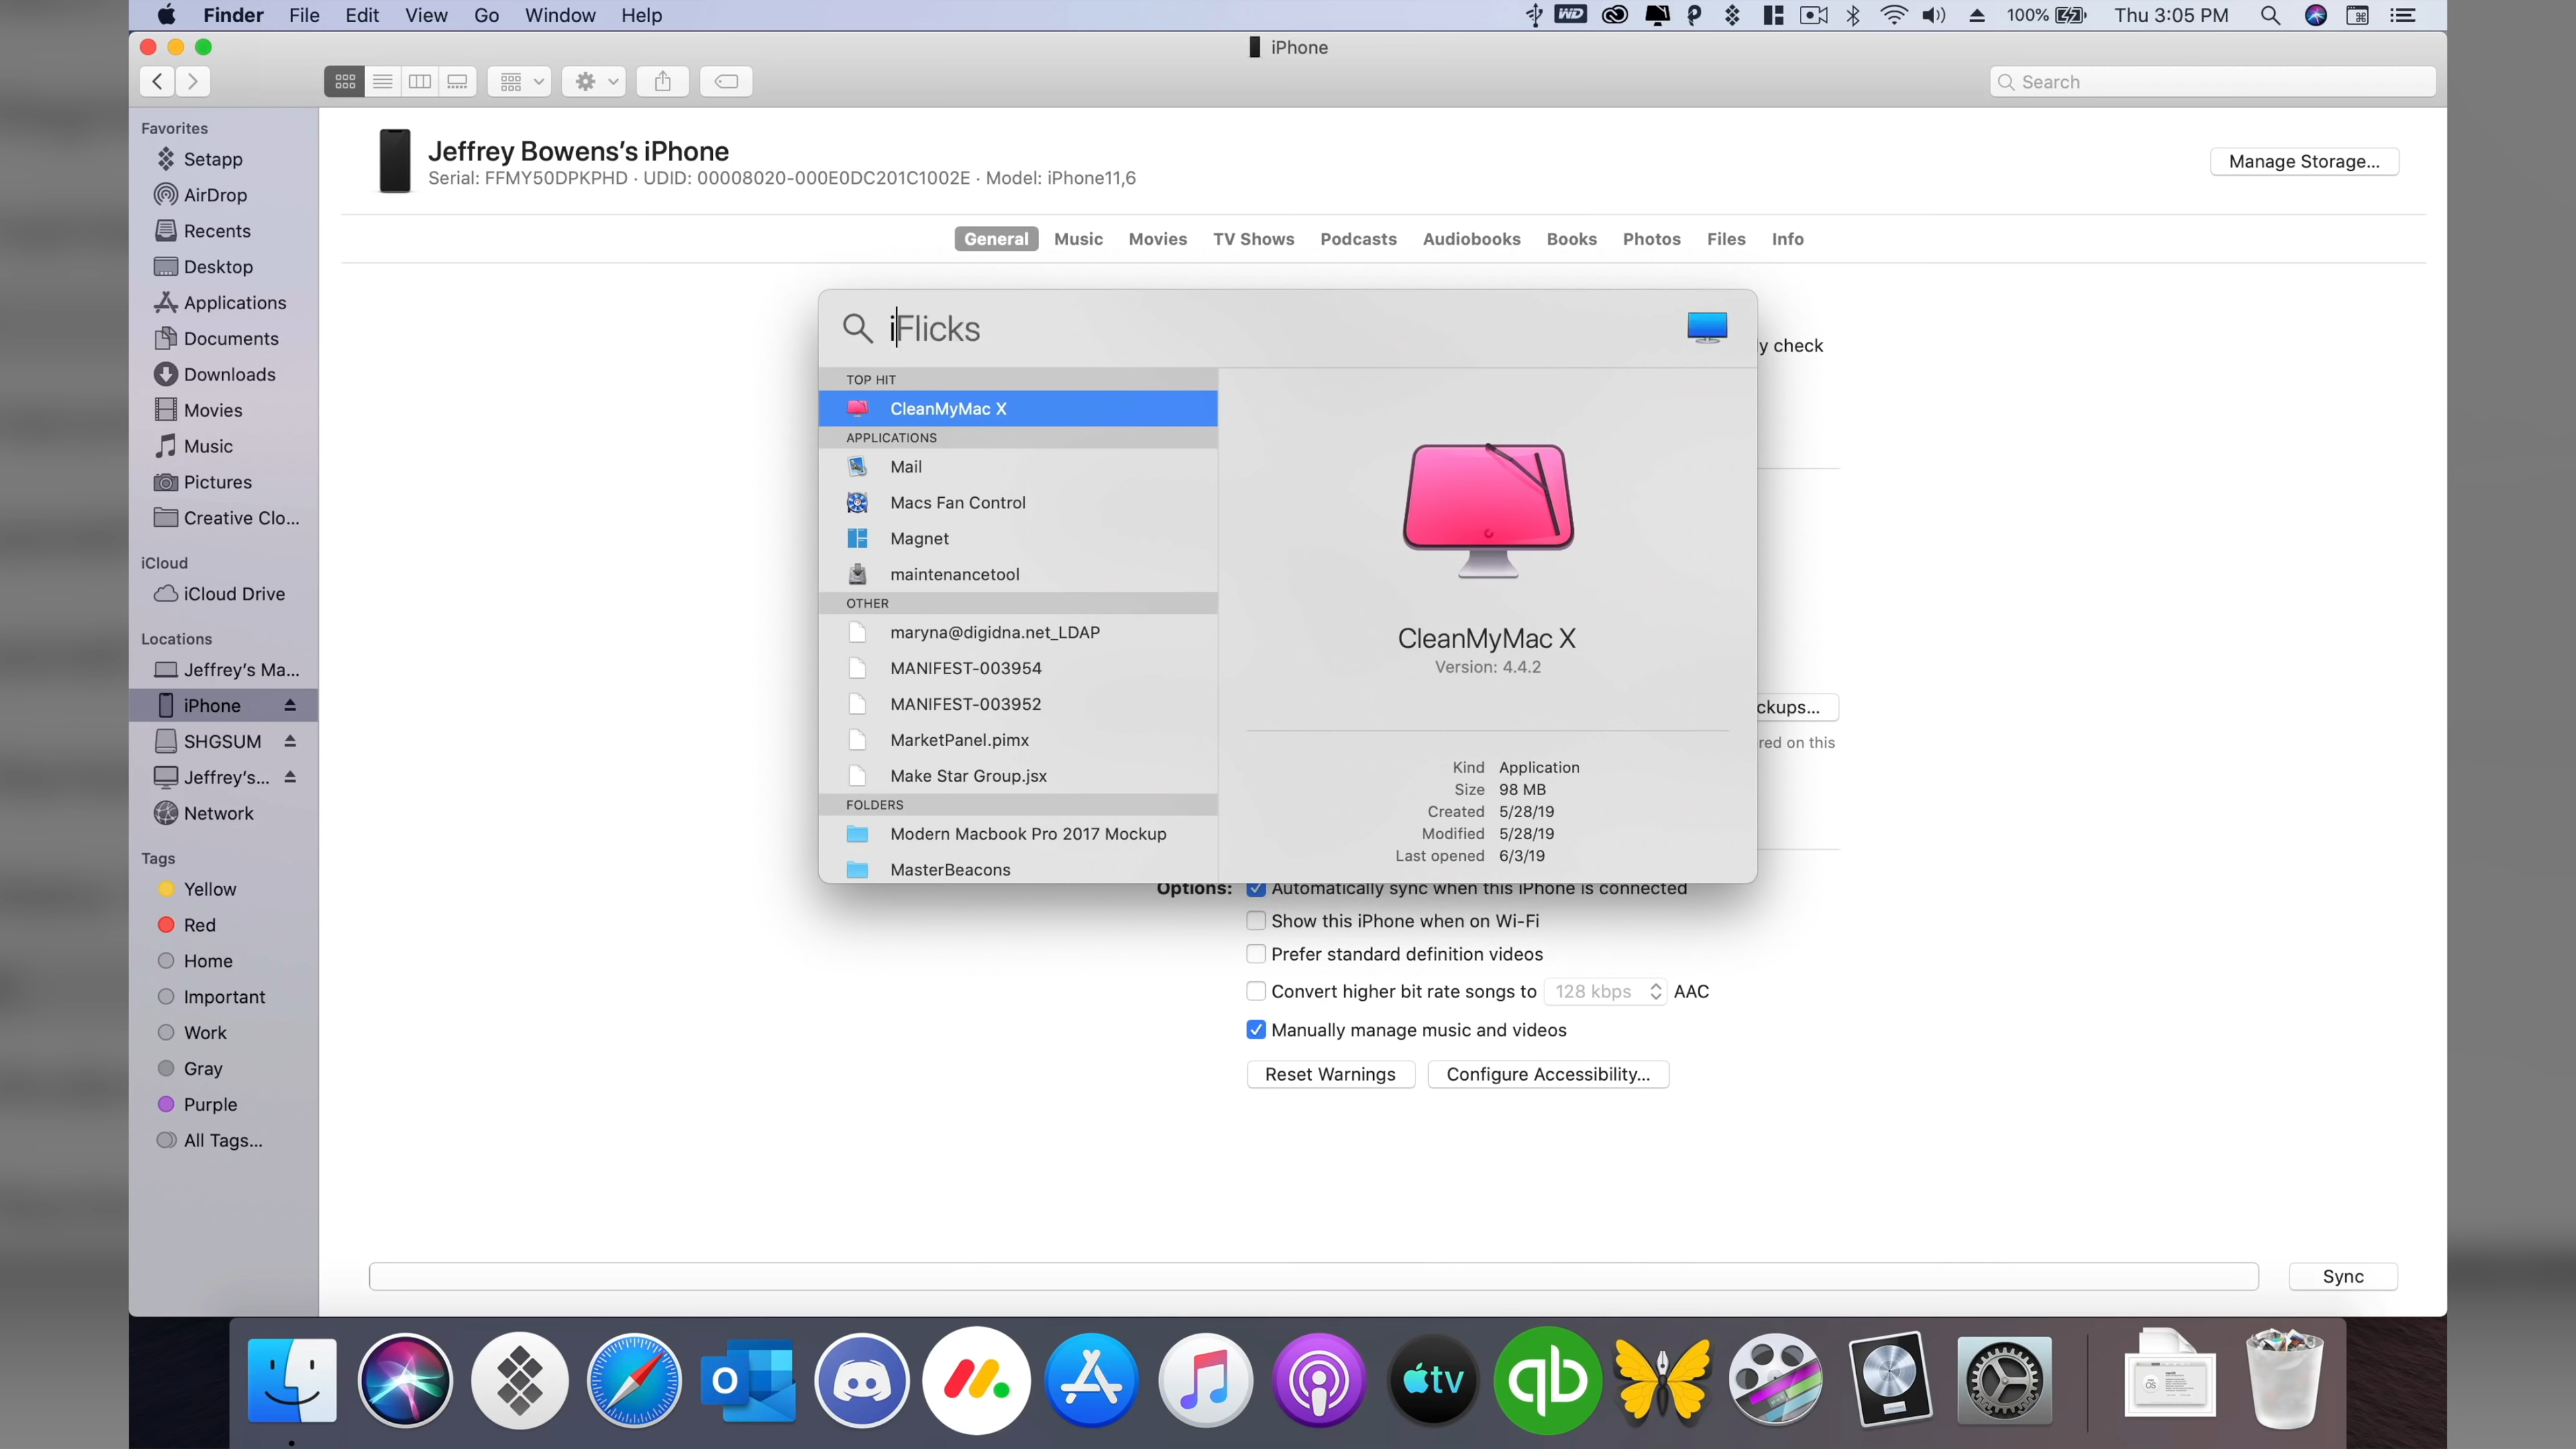 Finder File Edit View Go Window Help
WD 100% Thu 3:05 PM
iPhone
Search
Favorites
Setapp
AirDrop
Recents
Desktop
Applications
Documents
Downloads
Movies
Music
Pictures
Creative Clo...
iCloud
iCloud Drive
Locations
Jeffrey's Ma...
iPhone
SHGSUM
Jeffrey's...
Network
Tags
Yellow
Red
Home
Important
Work
Gray
Purple
All Tags...
Jeffrey Bowens's iPhone
Serial: FFMY50DPKPHD · UDID: 00008020-000E0DC201C1002E · Model: iPhone11,6
Manage Storage...
General Music Movies TV Shows Podcasts Audiobooks Books Photos Files Info
iFlicks
TOP HIT
CleanMyMac X
APPLICATIONS
Mail
Macs Fan Control
Magnet
maintenancetool
OTHER
maryna@digidna.net_LDAP
MANIFEST-003954
MANIFEST-003952
MarketPanel.pimx
Make Star Group.jsx
FOLDERS
Modern Macbook Pro 2017 Mockup
MasterBeacons
CleanMyMac X
Version: 4.4.2
Kind Application
Size 98 MB
Created 5/28/19
Modified 5/28/19
Last opened 6/3/19
y check
ckups...
red on this
Options: Automatically sync when this iPhone is connected
Show this iPhone when on Wi-Fi
Prefer standard definition videos
Convert higher bit rate songs to 128 kbps AAC
Manually manage music and videos
Reset Warnings Configure Accessibility...
Sync
tv
qb